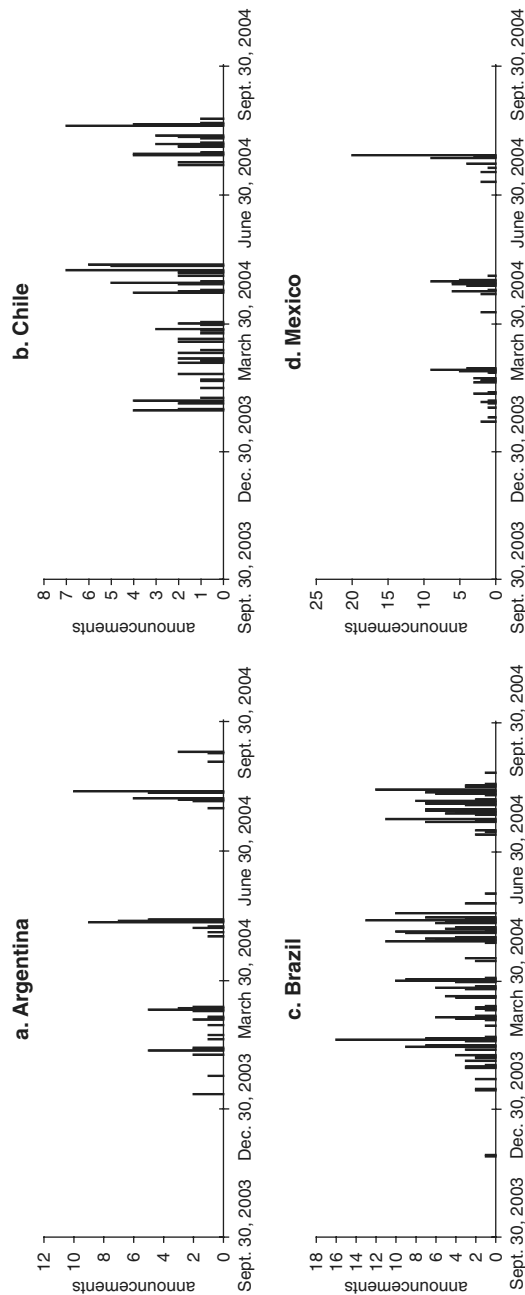 a. Argentina
announcements
12
10
8
6
4
2
0
Sept. 30, 2003 Dec. 30, 2003 March 30, 2004 June 30, 2004 Sept. 30, 2004
b. Chile
announcements
8
7
6
5
4
3
2
1
0
Sept. 30, 2003 Dec. 30, 2003 March 30, 2004 June 30, 2004 Sept. 30, 2004
c. Brazil
announcements
18
16
14
12
10
8
6
4
2
0
Sept. 30, 2003 Dec. 30, 2003 March 30, 2004 June 30, 2004 Sept. 30, 2004
d. Mexico
announcements
25
20
15
10
5
0
Sept. 30, 2003 Dec. 30, 2003 March 30, 2004 June 30, 2004 Sept. 30, 2004